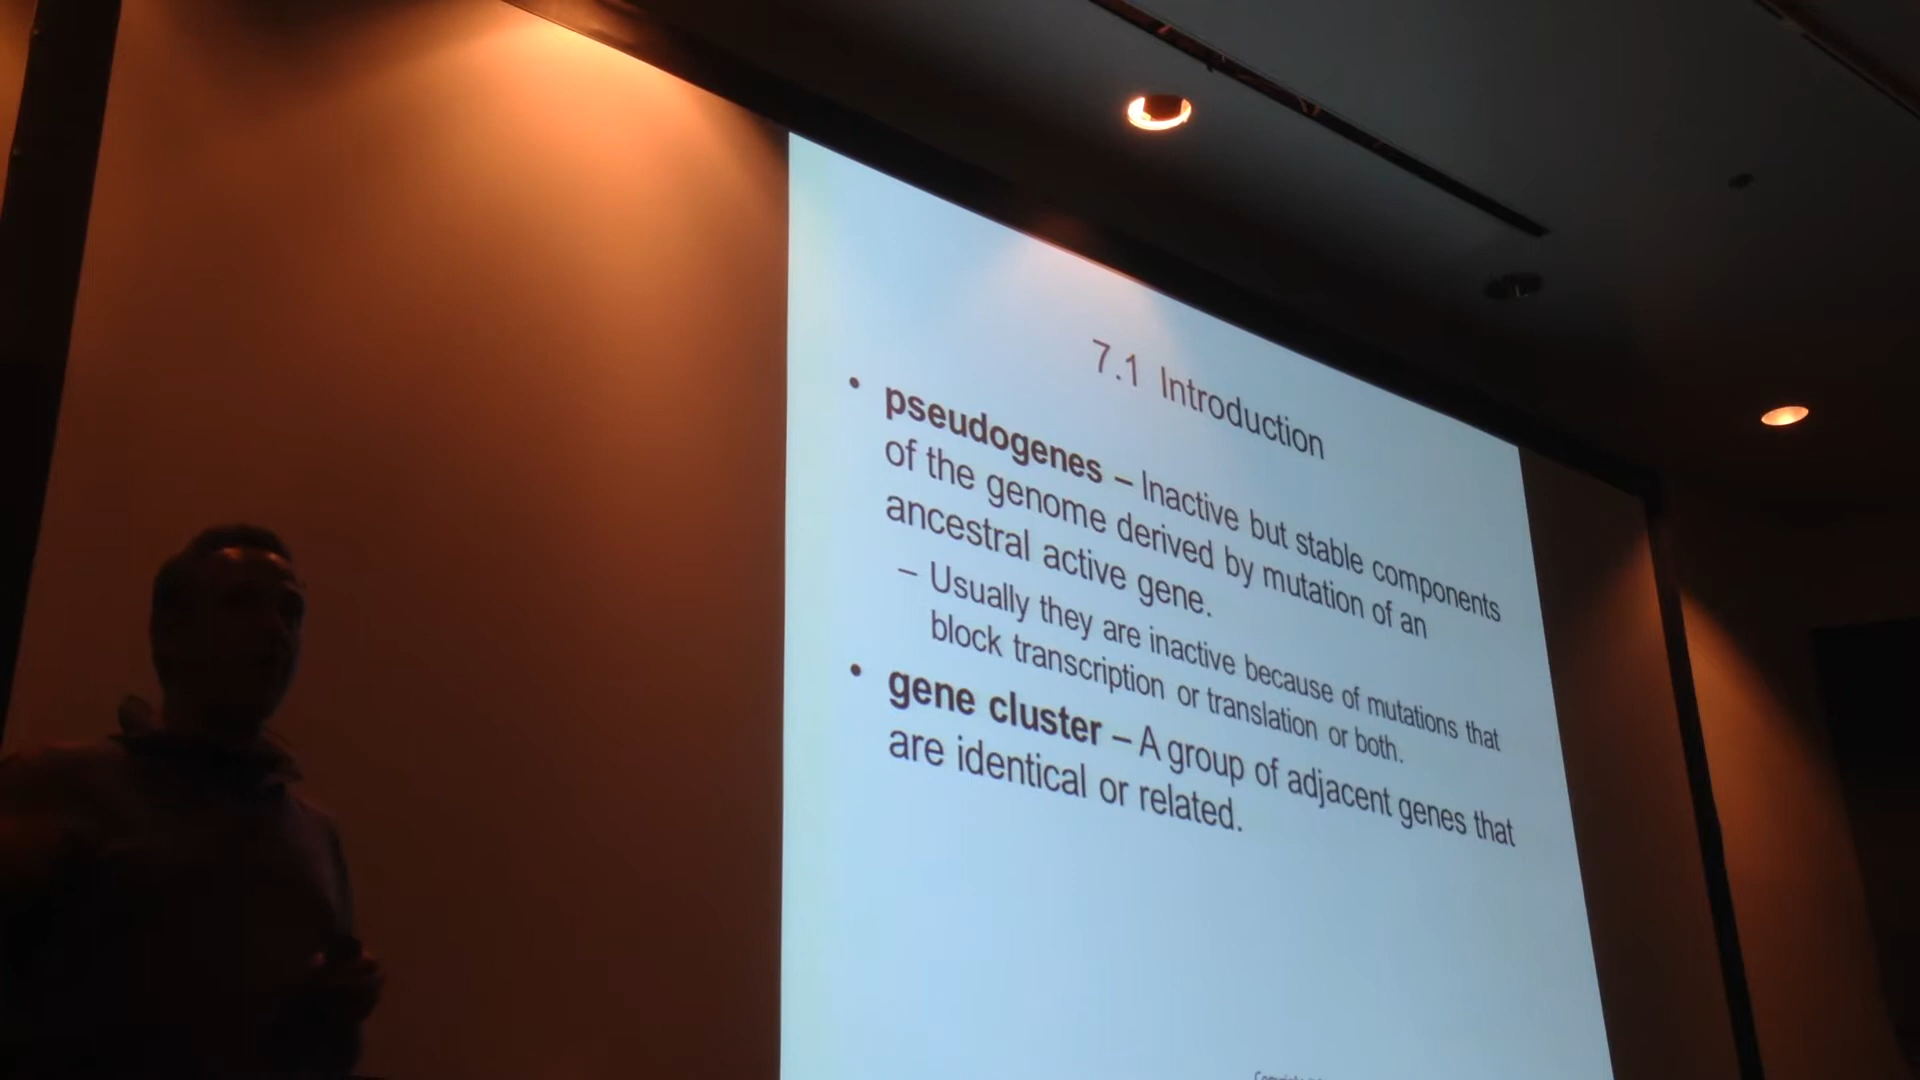 7.1 Introduction
• pseudogenes – Inactive but stable components
of the genome derived by mutation of an
ancestral active gene.
– Usually they are inactive because of mutations that
block transcription or translation or both.
• gene cluster – A group of adjacent genes that
are identical or related.